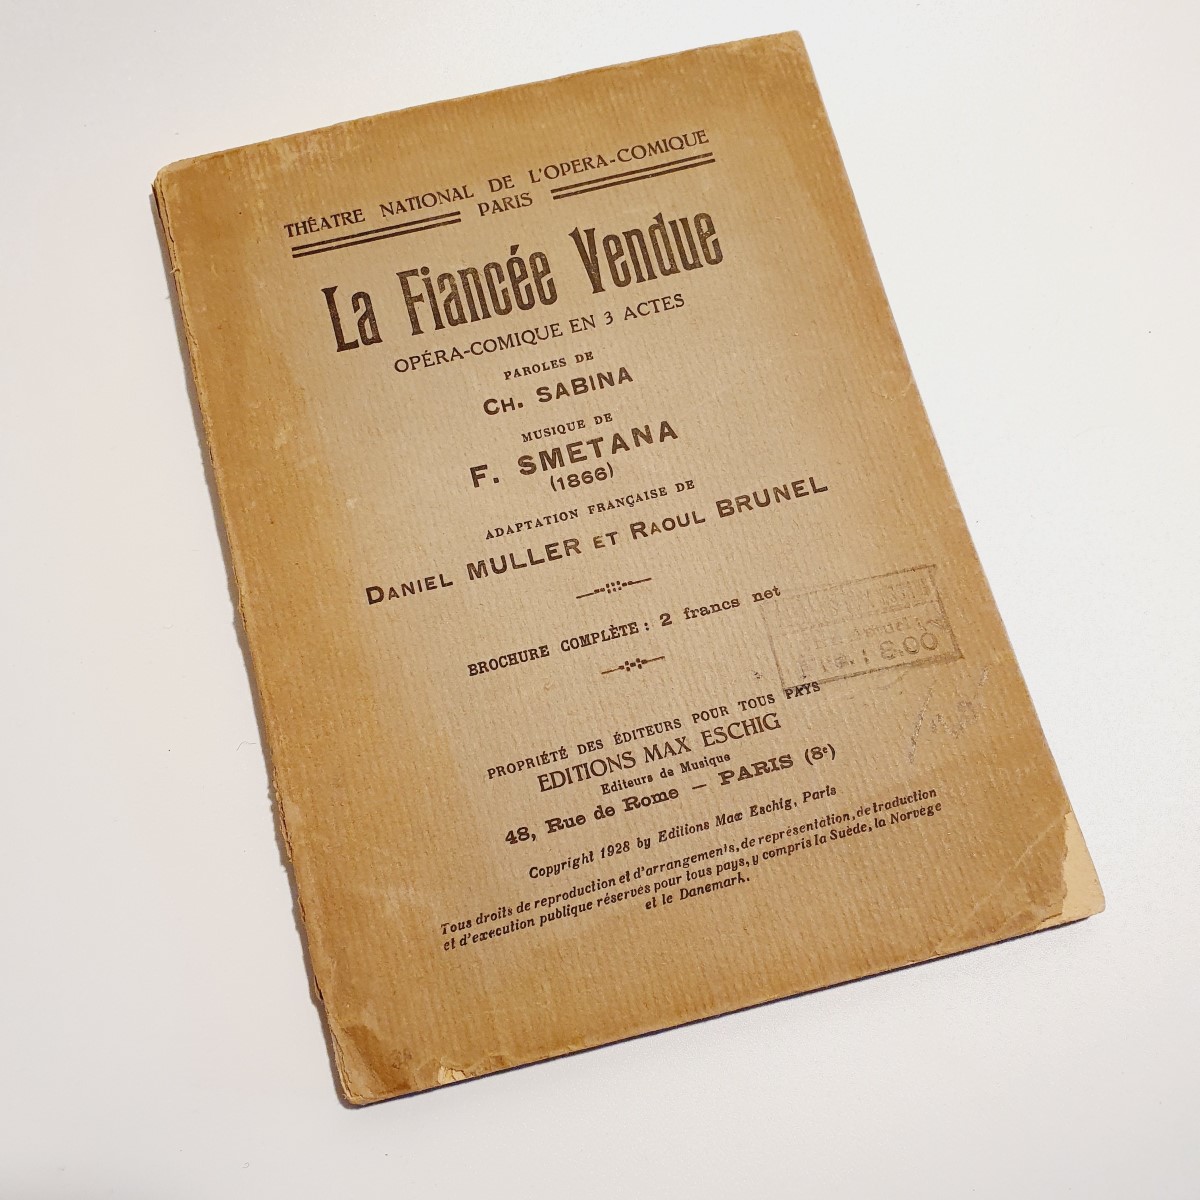 THÉATRE NATIONAL DE L'OPERA-COMIQUE
PARIS
La Fiancée Vendue
OPÉRA-COMIQUE EN 3 ACTES
PAROLES DE
CH. SABINA
MUSIQUE DE
F. SMETANA
(1866)
ADAPTATION FRANÇAISE DE
DANIEL MULLER ET RAOUL BRUNEL
BROCHURE COMPLÈTE : 2 francs net
Frs. : 8.00
PROPRIÉTÉ DES ÉDITEURS POUR TOUS PAYS
EDITIONS MAX ESCHIG
Editeurs de Musique
48, Rue de Rome — PARIS (8e)
Copyright 1928 by Editions Max Eschig, Paris
Tous droits de reproduction et d'arrangements, de représentation, de traduction
et d'execution publique réservés pour tous pays, y compris la Suède, la Norvège
et le Danemark.